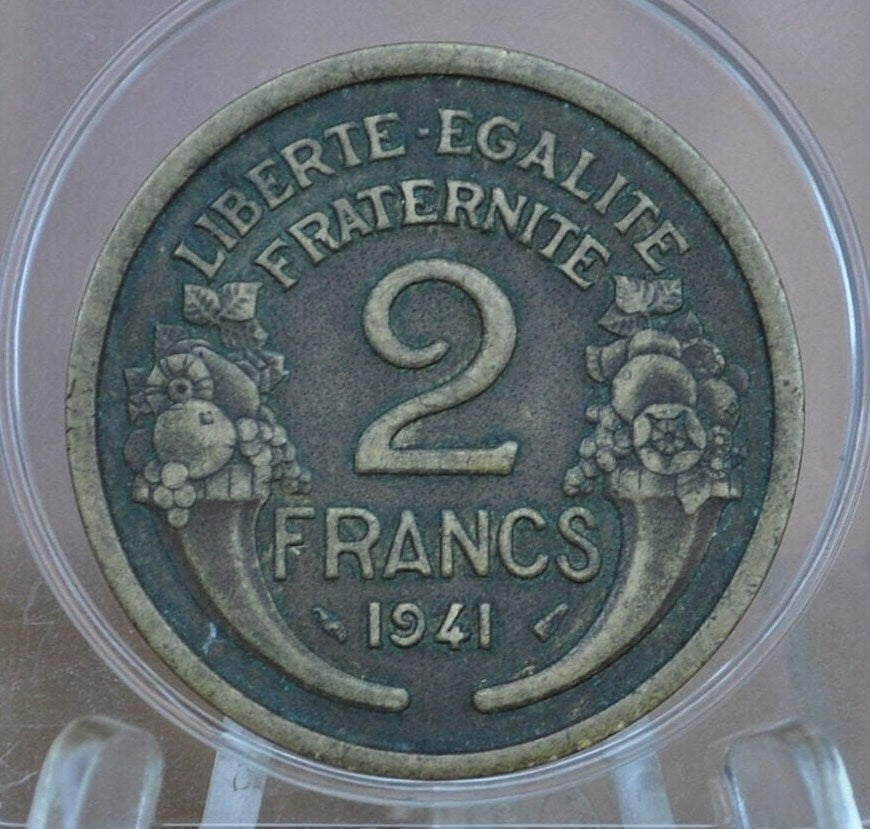 LIBERTE - EGALITE
FRATERNITE
2
FRANCS
1941